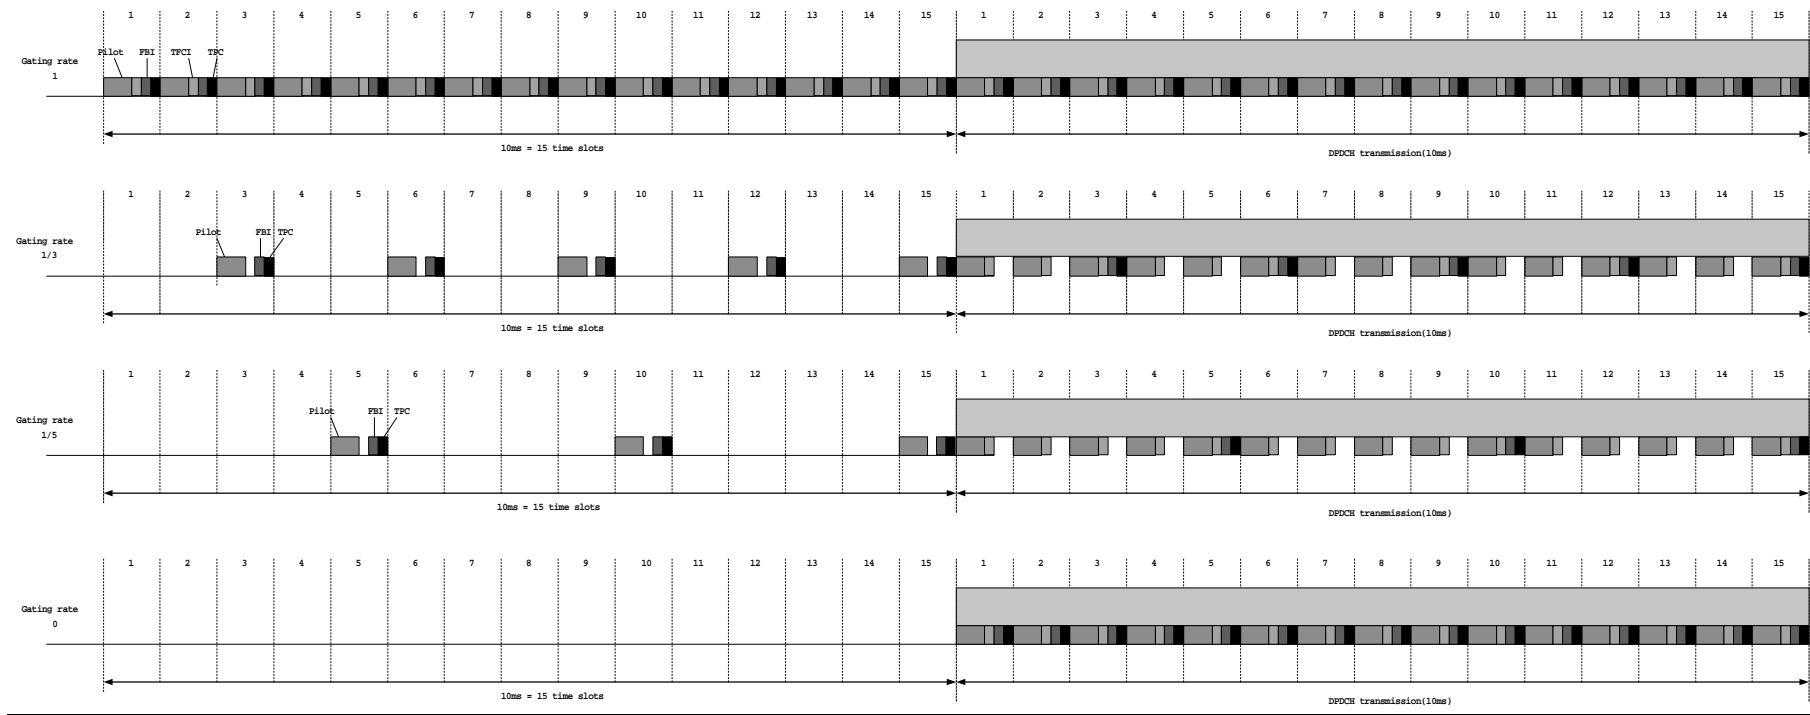 1 2 3 4 5 6 7 8 9 10 11 12 13 14 15 1 2 3 4 5 6 7 8 9 10 11 12 13 14 15
Pilot FBI TFCI TPC
Gating rate
1
10ms = 15 time slots
DPDCH transmission(10ms)
1 2 3 4 5 6 7 8 9 10 11 12 13 14 15 1 2 3 4 5 6 7 8 9 10 11 12 13 14 15
Pilot FBI TPC
Gating rate
1/3
10ms = 15 time slots
DPDCH transmission(10ms)
1 2 3 4 5 6 7 8 9 10 11 12 13 14 15 1 2 3 4 5 6 7 8 9 10 11 12 13 14 15
Pilot FBI TPC
Gating rate
1/5
10ms = 15 time slots
DPDCH transmission(10ms)
1 2 3 4 5 6 7 8 9 10 11 12 13 14 15 1 2 3 4 5 6 7 8 9 10 11 12 13 14 15
Gating rate
0
10ms = 15 time slots
DPDCH transmission(10ms)